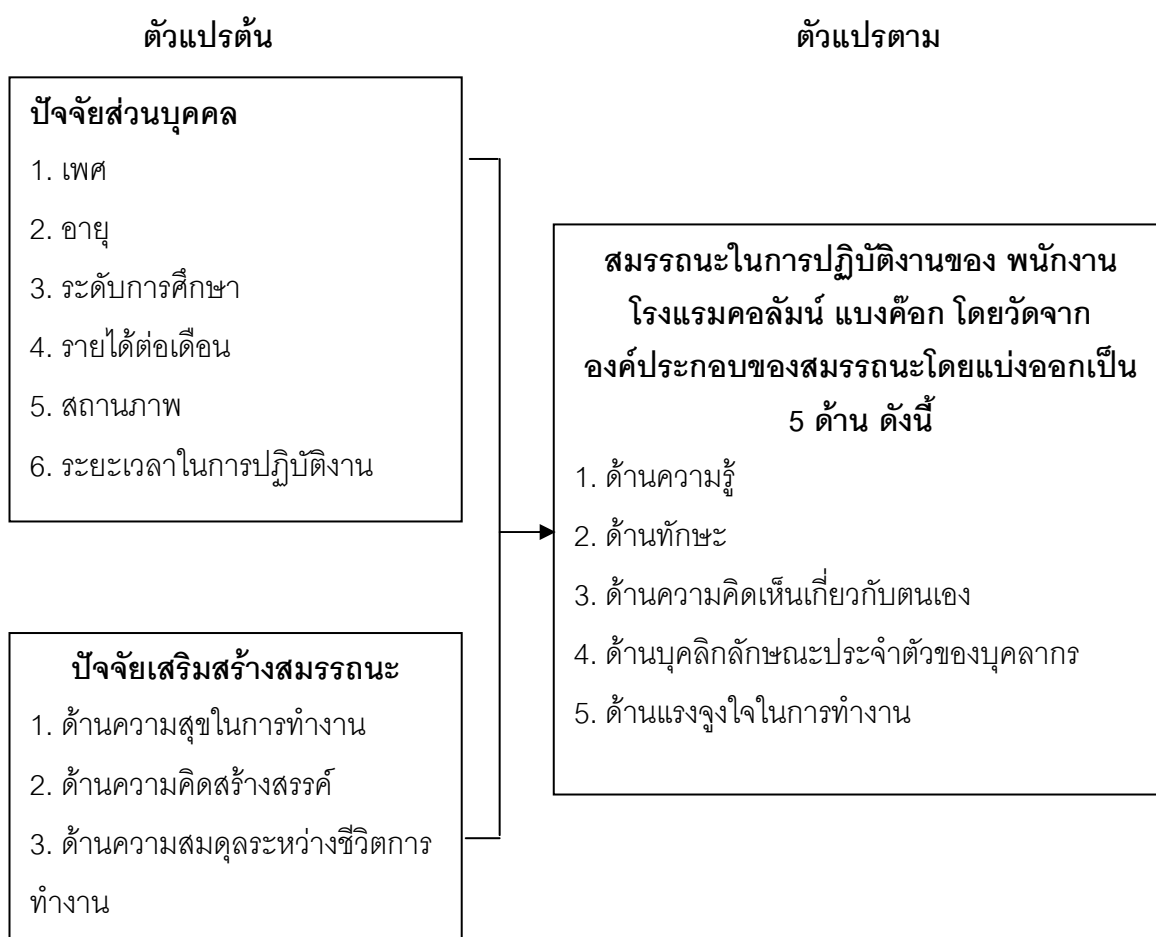 ตัวแปรต้น
ตัวแปรตาม
ปัจจัยส่วนบุคคล
1. เพศ
2. อายุ
3. ระดับการศึกษา
4. รายได้ต่อเดือน
5. สถานภาพ
6. ระยะเวลาในการปฏิบัติงาน
ปัจจัยเสริมสร้างสมรรถนะ
1. ด้านความสุขในการทำงาน
2. ด้านความคิดสร้างสรรค์
3. ด้านความสมดุลระหว่างชีวิตการ
ทำงาน
สมรรถนะในการปฏิบัติงานของ พนักงาน
โรงแรมคอลัมน์ แบงค๊อก โดยวัดจาก
องค์ประกอบของสมรรถนะโดยแบ่งออกเป็น
5 ด้าน ดังนี้
1. ด้านความรู้
2. ด้านทักษะ
3. ด้านความคิดเห็นเกี่ยวกับตนเอง
4. ด้านบุคลิกลักษณะประจำตัวของบุคลากร
5. ด้านแรงจูงใจในการทำงาน